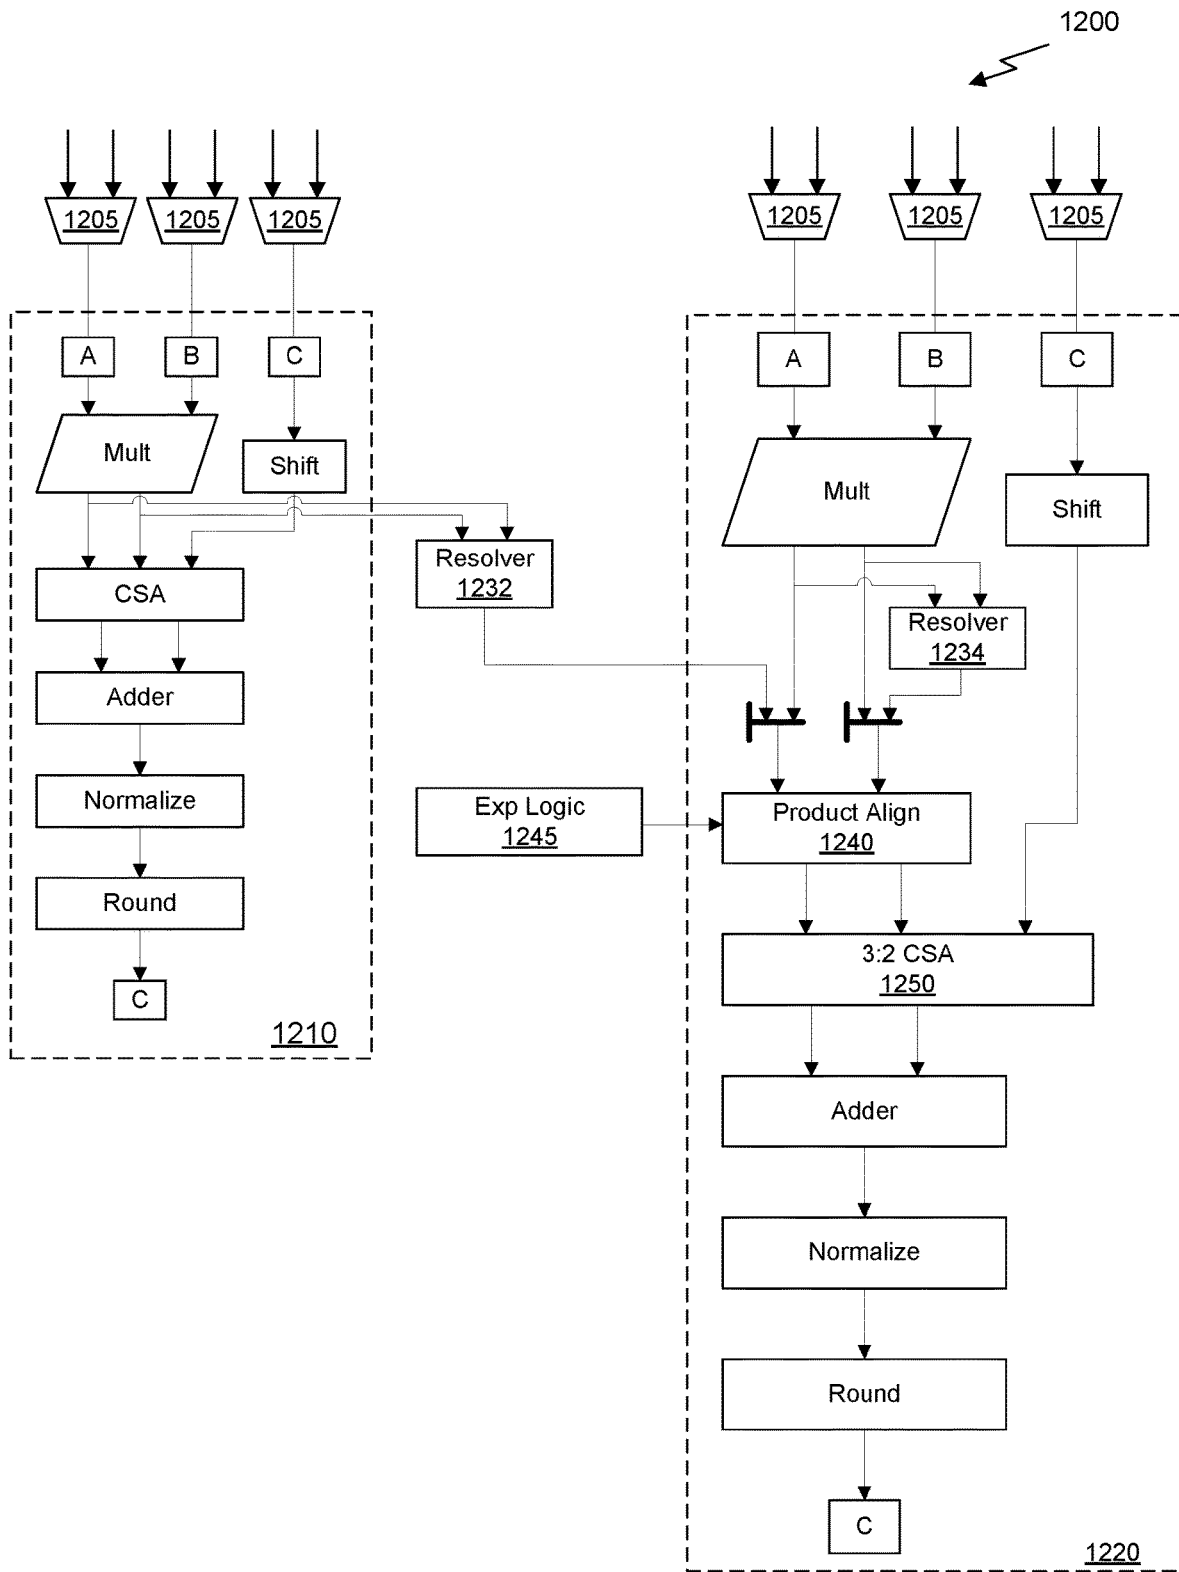 1200
1205 1205 1205
1205 1205 1205
A B C
A B C
Mult
Shift
Mult
Shift
Resolver
1232
CSA
Resolver
1234
Adder
Normalize
Exp Logic
1245
Product Align
1240
Round
3:2 CSA
1250
C
1210
Adder
Normalize
Round
C
1220